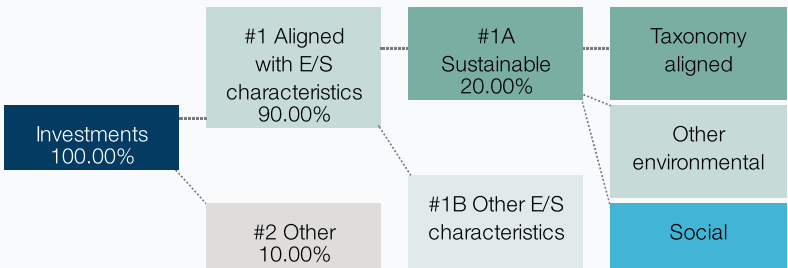 Investments
100.00%
#1 Aligned
with E/S
characteristics
90.00%
#2 Other
10.00%
#1A
Sustainable
20.00%
#1B Other E/S
characteristics
Taxonomy
aligned
Other
environmental
Social